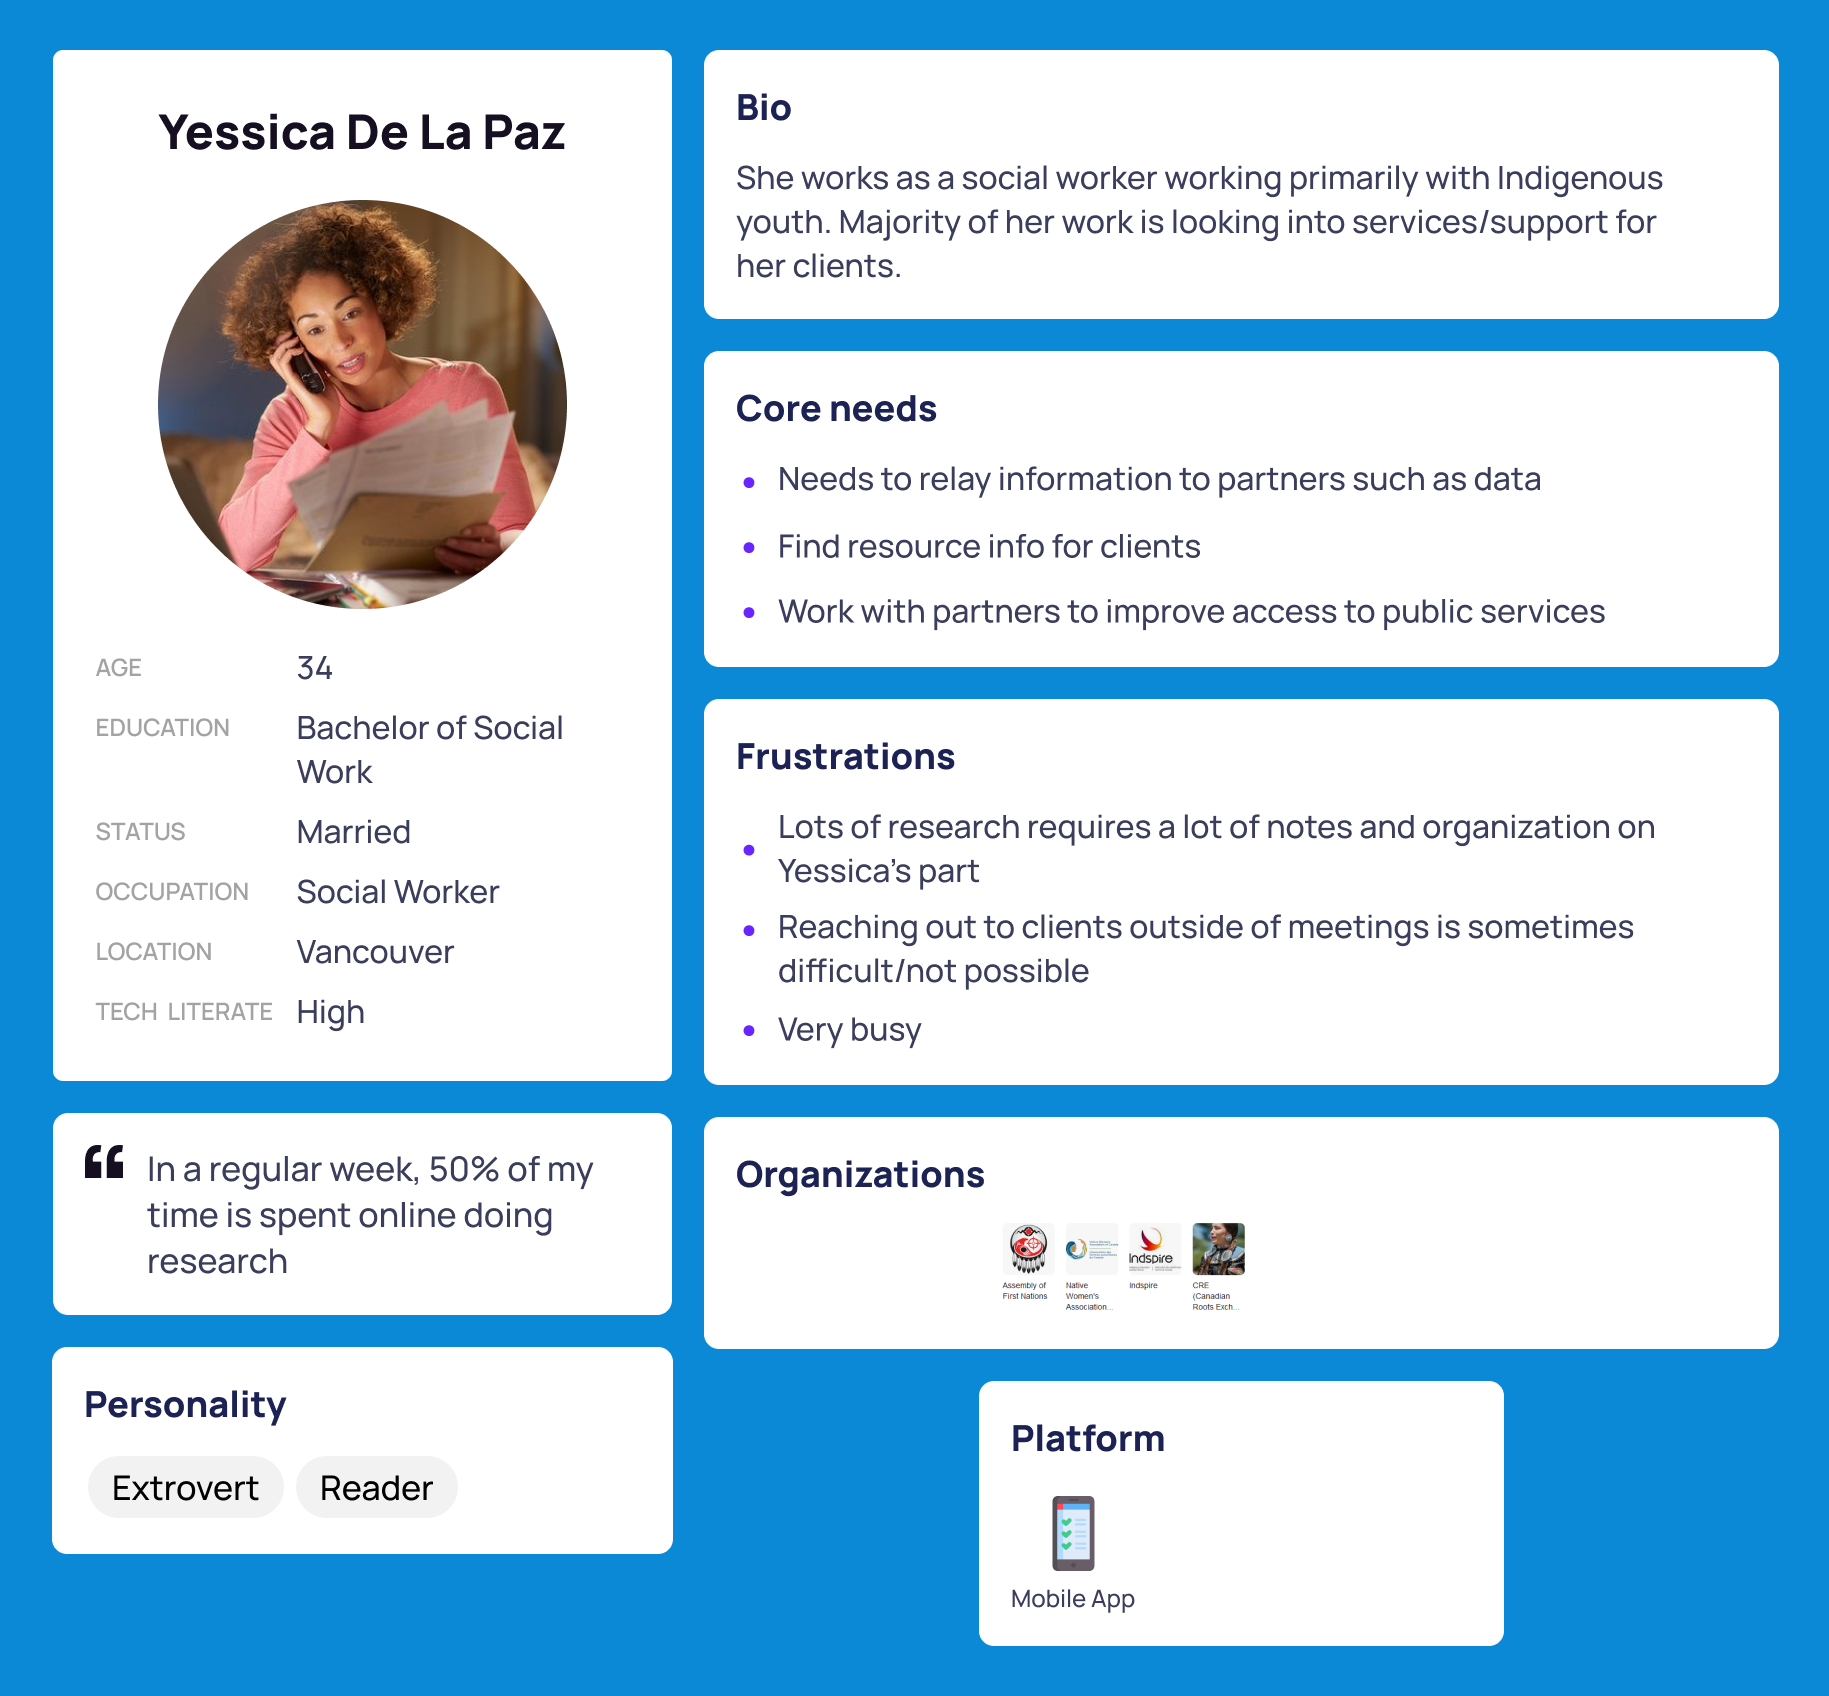 Yessica De La Paz
AGE 34
EDUCATION Bachelor of Social
Work
STATUS Married
OCCUPATION Social Worker
LOCATION Vancouver
TECH LITERATE High
“ In a regular week, 50% of my
time is spent online doing
research
Personality
Extrovert Reader
Bio
She works as a social worker working primarily with Indigenous
youth. Majority of her work is looking into services/support for
her clients.
Core needs
• Needs to relay information to partners such as data
• Find resource info for clients
• Work with partners to improve access to public services
Frustrations
• Lots of research requires a lot of notes and organization on
Yessica's part
• Reaching out to clients outside of meetings is sometimes
difficult/not possible
• Very busy
Organizations
Indspire
Assembly of
First Nations
Native
Women's
Association...
Indspire
CRE
(Canadian
Roots Exch...
Platform
Mobile App